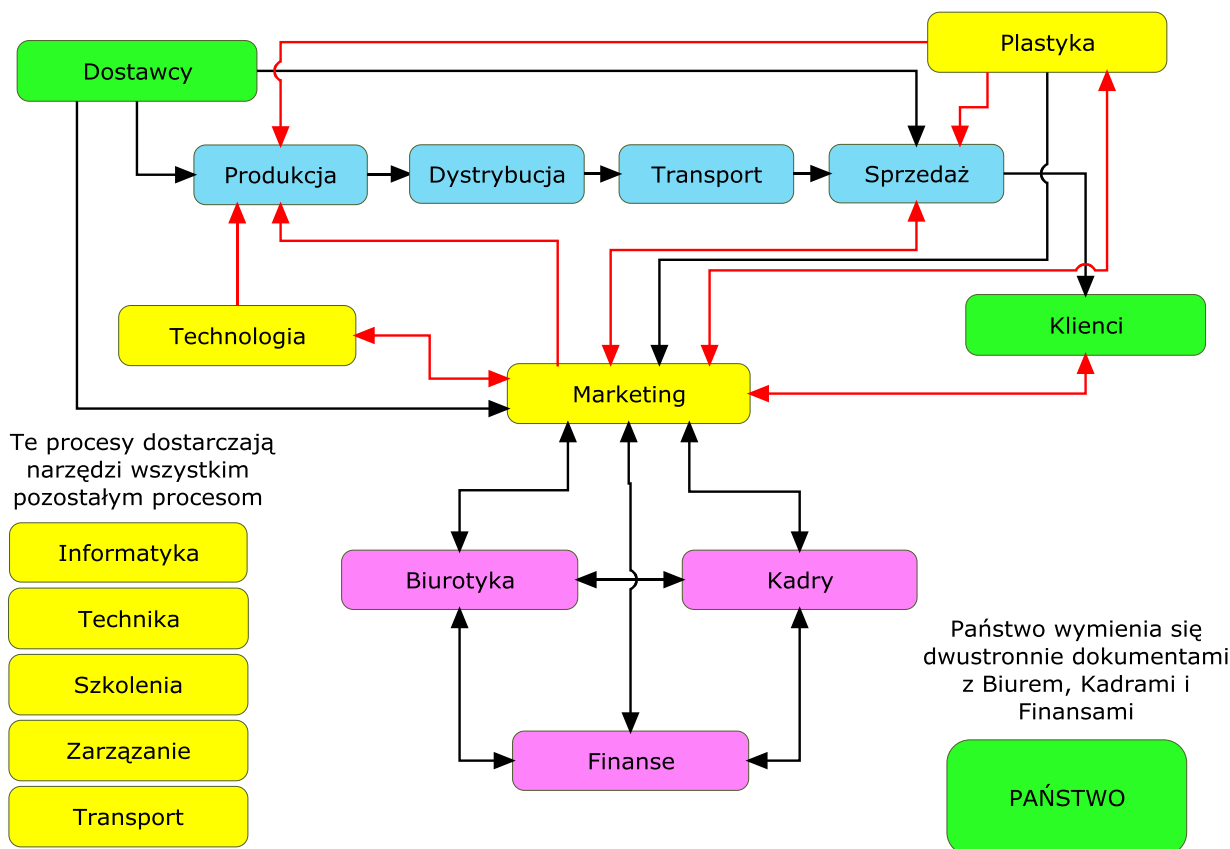 Plastyka
Dostawcy
Produkcja
Dystrybucja
Transport
Sprzedaż
Technologia
Klienci
Marketing
Te procesy dostarczają
narzędzi wszystkim
pozostałym procesom
Informatyka
Technika
Szkolenia
Zarzązanie
Transport
Biurotyka
Kadry
Finanse
Państwo wymienia się
dwustronnie dokumentami
z Biurem, Kadrami i
Finansami
PAŃSTWO